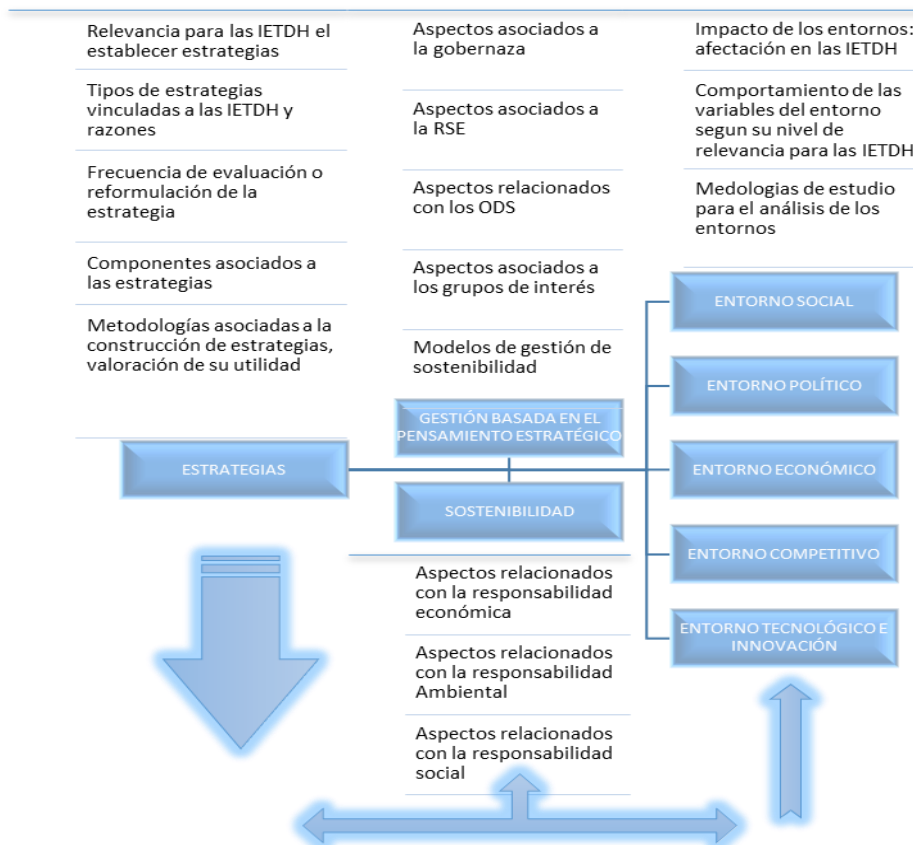 Relevancia para las IETDH el
establecer estrategias
Tipos de estrategias
vinculadas a las IETDH y
razones
Frecuencia de evaluación o
reformulación de la
estrategia
Componentes asociados a
las estrategias
Metodologías asociadas a la
construcción de estrategias,
valoración de su utilidad
ESTRATEGIAS
Aspectos asociados a
la gobernaza
Aspectos asociados a
la RSE
Aspectos relacionados
con los ODS
Aspectos asociados a
los grupos de interés
Modelos de gestión de
sostenibilidad
GESTIÓN BASADA EN EL
PENSAMIENTO ESTRATÉGICO
SOSTENIBILIDAD
Aspectos relacionados
con la responsabilidad
económica
Aspectos relacionados
con la responsabilidad
Ambiental
Aspectos relacionados
con la responsabilidad
social
Impacto de los entornos:
afectación en las IETDH
Comportamiento de las
variables del entorno
segun su nivel de
relevancia para las IETDH
Medologias de estudio
para el análisis de los
entornos
ENTORNO SOCIAL
ENTORNO POLÍTICO
ENTORNO ECONÓMICO
ENTORNO COMPETITIVO
ENTORNO TECNOLÓGICO E
INNOVACIÓN